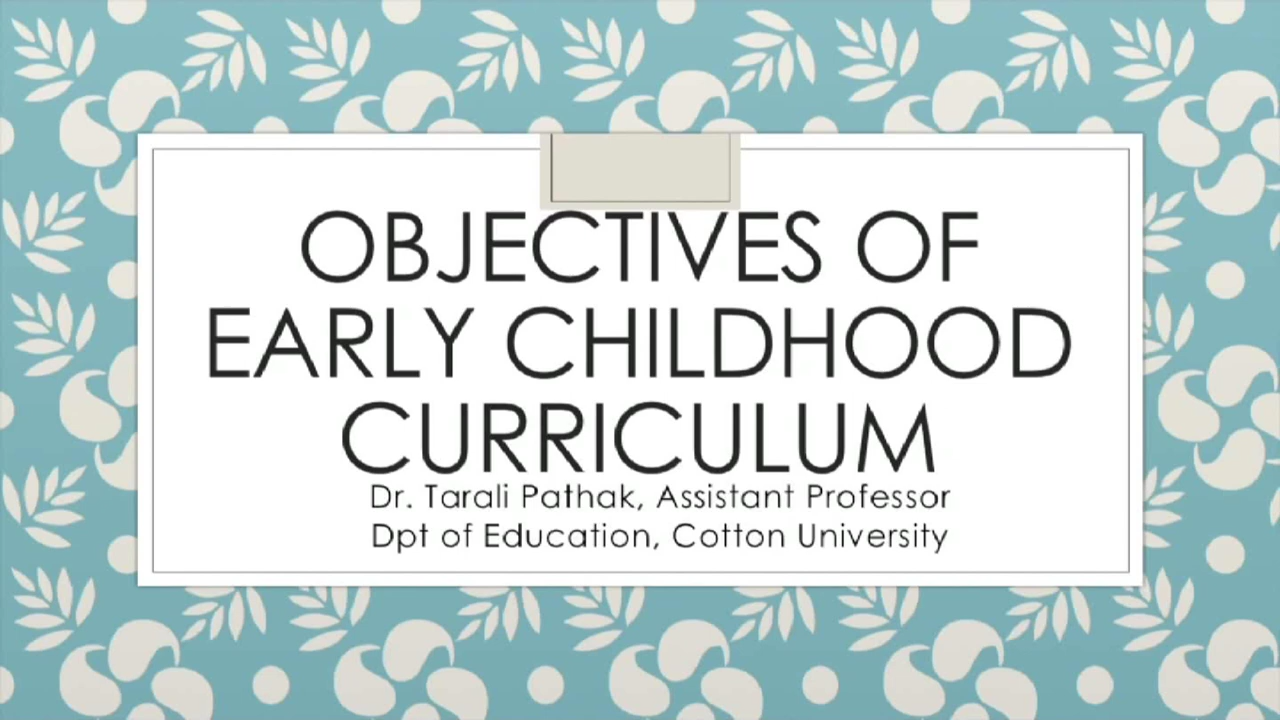 OBJECTIVES OF
EARLY CHILDHOOD
CURRICULUM
Dr. Tarali Pathak, Assistant Professor
Dpt of Education, Cotton University